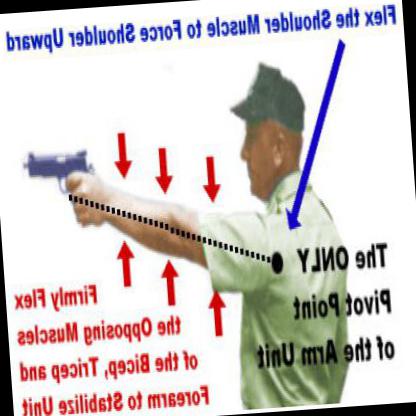 Flex the Shoulder Muscle to Force Shoulder Upward
The ONLY
Pivot Point
of the Arm Unit
Firmly Flex
the Opposing Muscles
of the Bicep, Tricep and
Forearm to Stabilize Unit